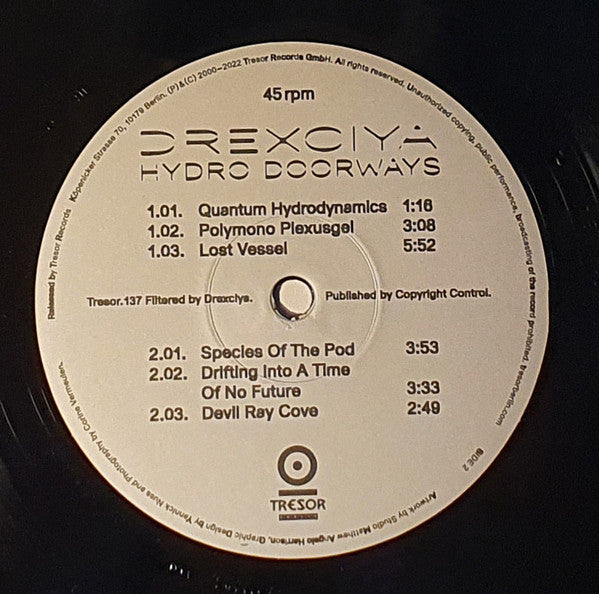 Released by Tresor Records Köpenicker Strasse 70, 10179 Berlin. (P)&(C) 2000–2022 Tresor Records GmbH. All rights reserved. Unauthorized copying, public performance, broadcasting of the record prohibited. tresorberlin.com
45 rpm
DREXCIYA
HYDRO DOORWAYS
1.01. Quantum Hydrodynamics 1:16
1.02. Polymono Plexusgel 3:08
1.03. Lost Vessel 5:52
Tresor.137 Filtered by Drexciya. Published by Copyright Control.
2.01. Species Of The Pod 3:53
2.02. Drifting Into A Time
Of No Future 3:33
2.03. Devil Ray Cove 2:49
TRESOR
SIDE 2
Artwork by Studio Matthew Angelo Harrison, Graphic Design by Yannick Nuss and Photography by Corine Vermeulen.